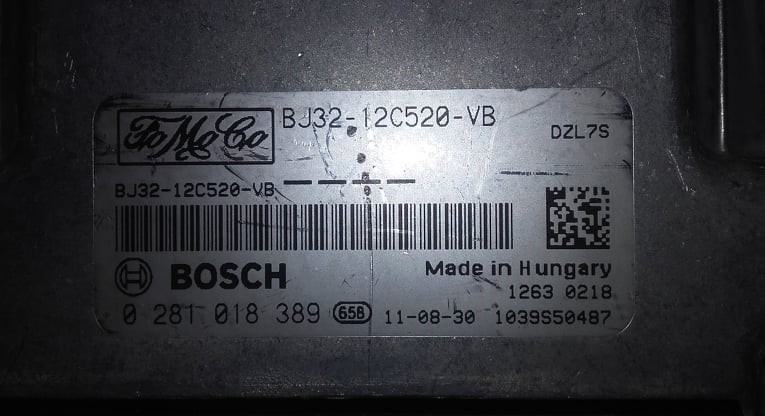 FoMoCo BJ32-12C520-VB
DZL7S
BJ32-12C520-VB
BOSCH
Made in Hungary
1263 0218
0 281 018 389 656 11-08-30 1039S50487